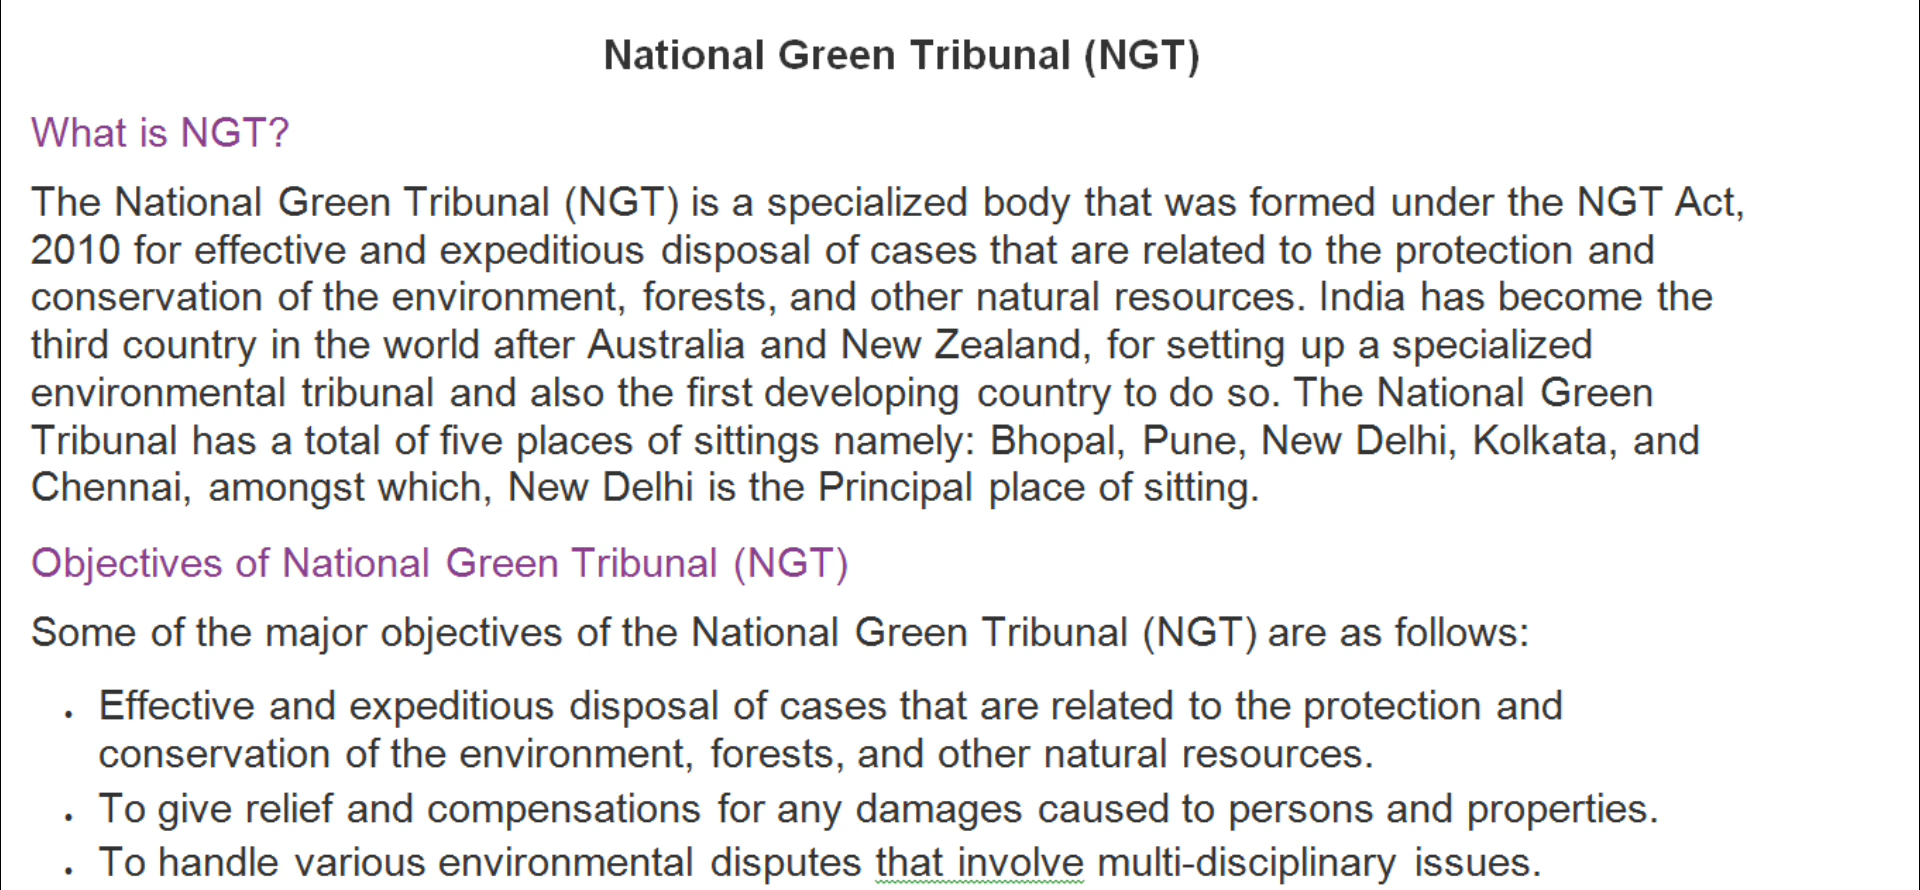 National Green Tribunal (NGT)
What is NGT?
The National Green Tribunal (NGT) is a specialized body that was formed under the NGT Act,
2010 for effective and expeditious disposal of cases that are related to the protection and
conservation of the environment, forests, and other natural resources. India has become the
third country in the world after Australia and New Zealand, for setting up a specialized
environmental tribunal and also the first developing country to do so. The National Green
Tribunal has a total of five places of sittings namely: Bhopal, Pune, New Delhi, Kolkata, and
Chennai, amongst which, New Delhi is the Principal place of sitting.
Objectives of National Green Tribunal (NGT)
Some of the major objectives of the National Green Tribunal (NGT) are as follows:
• Effective and expeditious disposal of cases that are related to the protection and
conservation of the environment, forests, and other natural resources.
• To give relief and compensations for any damages caused to persons and properties.
• To handle various environmental disputes that involve multi-disciplinary issues.